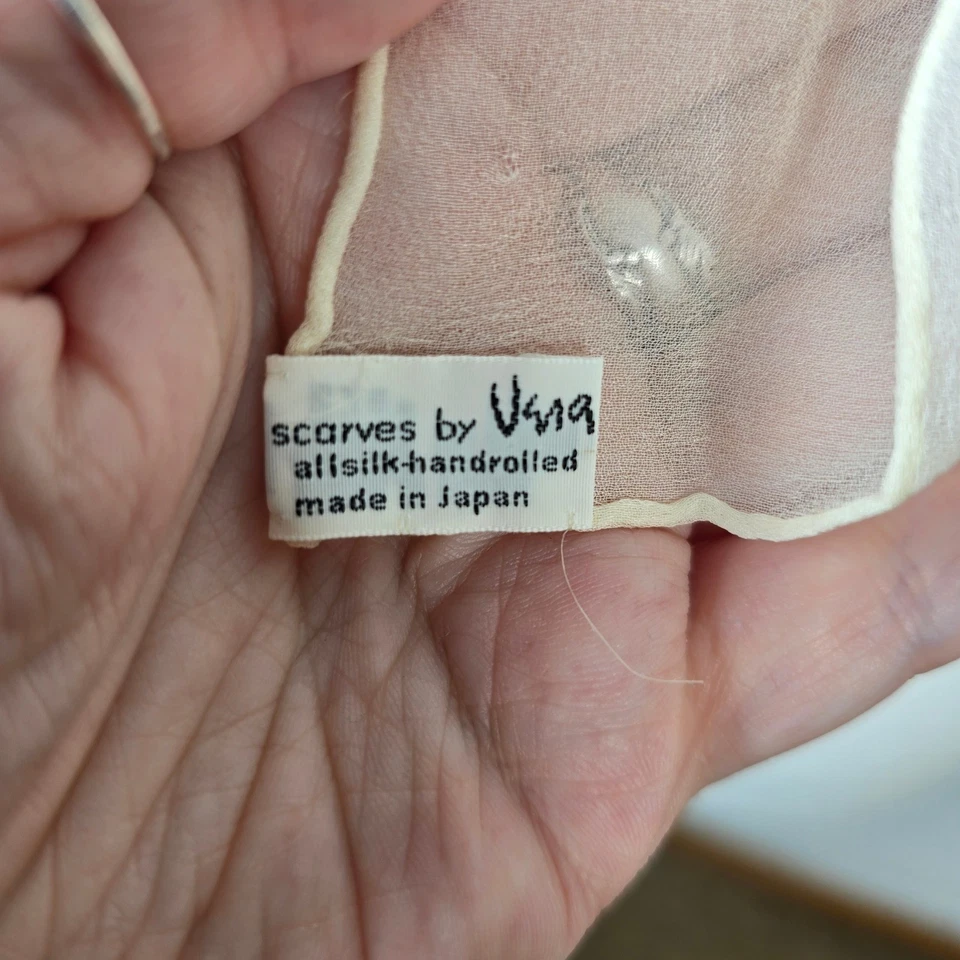 scarves by Vera
allsilk-handrolled
made in Japan